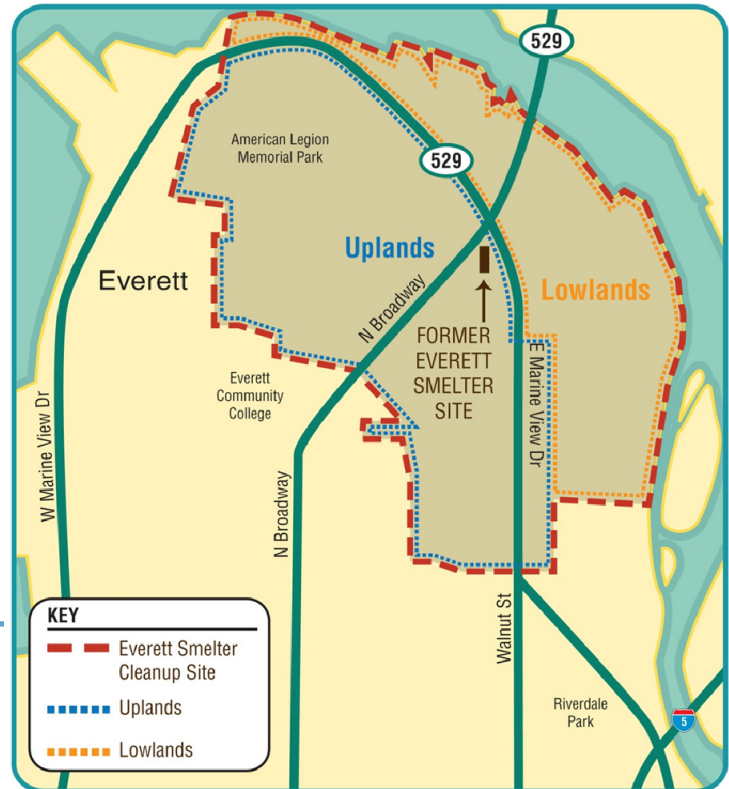 529
American Legion
Memorial Park
529
Uplands
Everett
Lowlands
N Broadway
FORMER
EVERETT
SMELTER
SITE
E Marine View Dr
Everett
Community
College
W Marine View Dr
N Broadway
Walnut St
KEY
Everett Smelter
Cleanup Site
Uplands
Lowlands
Riverdale
Park
5